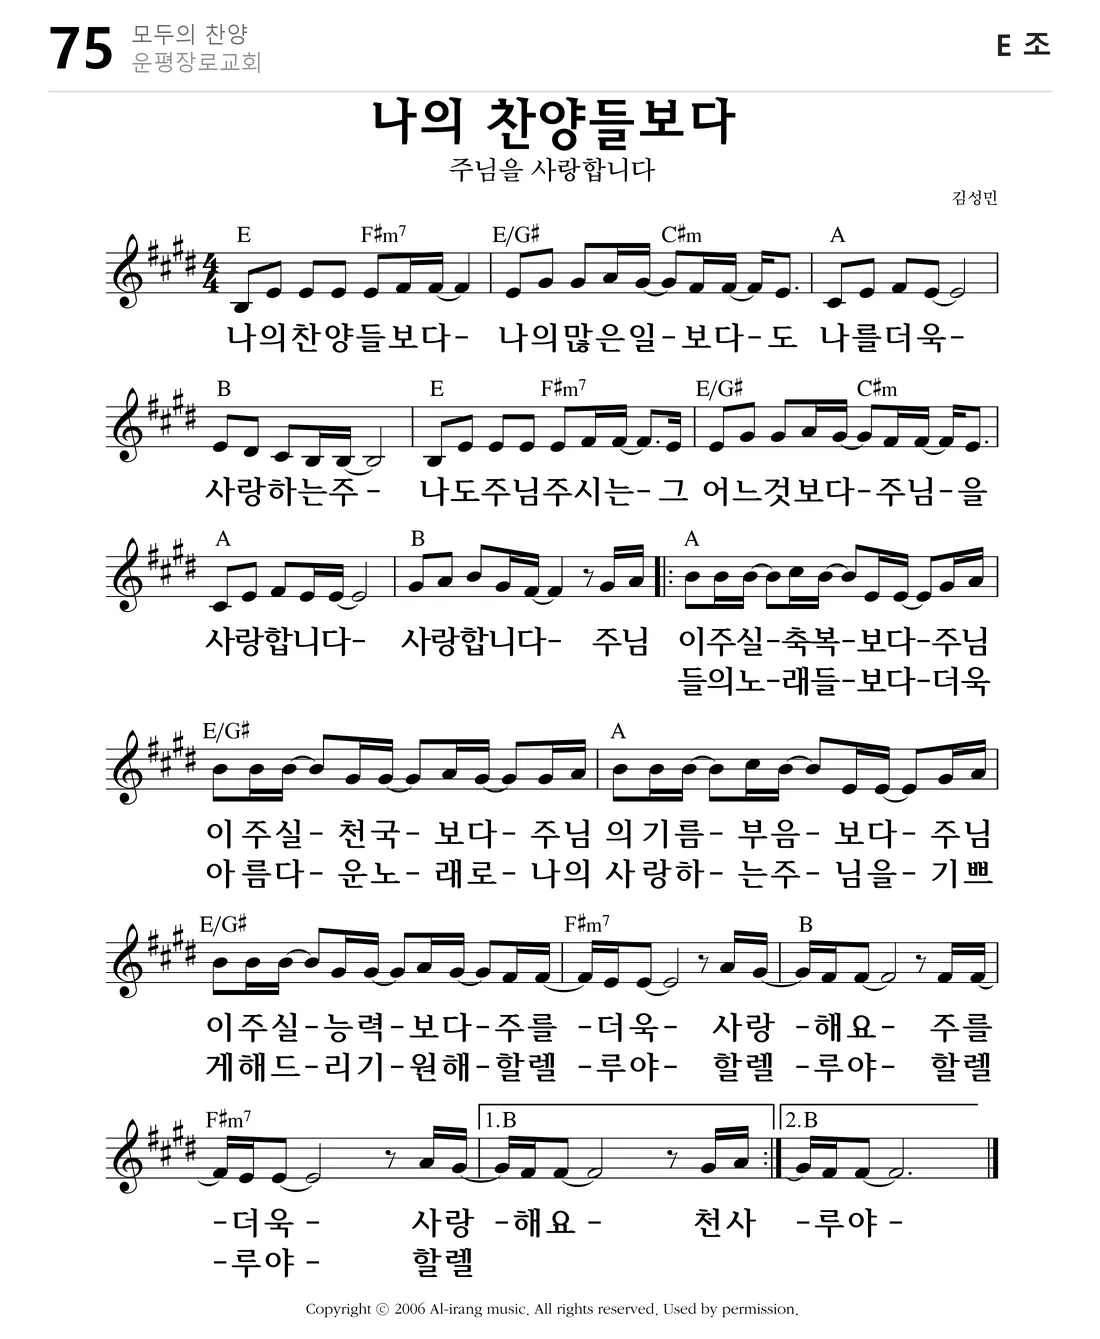 75 모두의 찬양
운평장로교회
E 조
나의 찬양들보다
주님을 사랑합니다
김성민
E F♯m7 E/G♯ C♯m A
나의찬양들보다- 나의많은일-보다-도 나를더욱-
B E F♯m7 E/G♯ C♯m
사랑하는주- 나도주님주시는-그 어느것보다-주님-을
A B A
사랑합니다- 사랑합니다- 주님 이주실-축복-보다-주님
들의노-래들-보다-더욱
E/G♯ A
이주실-천국-보다-주님 의기름-부음-보다-주님
아름다-운노-래로-나의 사랑하-는주-님을-기쁘
E/G♯ F♯m7 B
이주실-능력-보다-주를 -더욱- 사랑 -해요- 주를
게해드-리기-원해-할렐 -루야- 할렐 -루야- 할렐
F♯m7 1.B 2.B
-더욱- 사랑 -해요- 천사 -루야-
-루야- 할렐
Copyright ⓒ 2006 Al-irang music. All rights reserved. Used by permission.